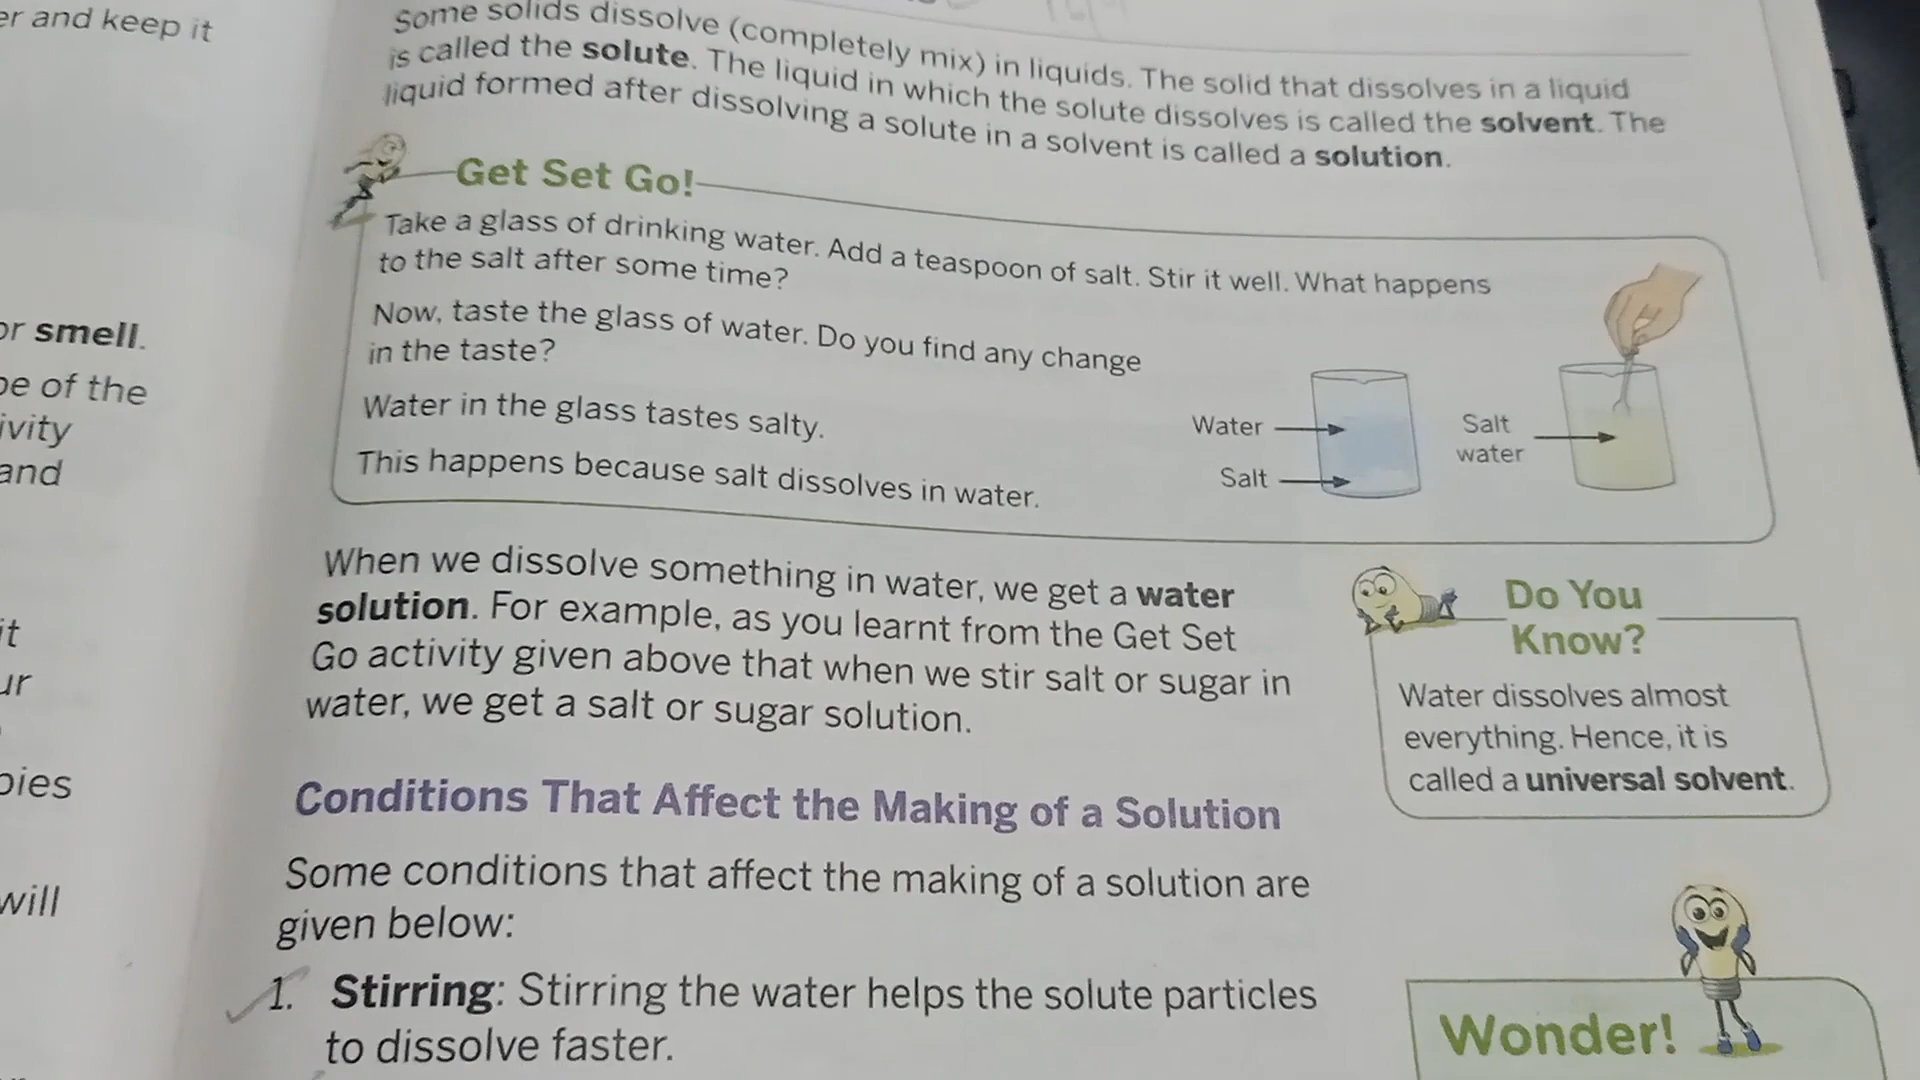 er and keep it
or smell.
pe of the
ivity
and
it
ur
pies
will
Some solids dissolve (completely mix) in liquids. The solid that dissolves in a liquid
is called the solute. The liquid in which the solute dissolves is called the solvent. The
liquid formed after dissolving a solute in a solvent is called a solution.
Get Set Go!
Take a glass of drinking water. Add a teaspoon of salt. Stir it well. What happens
to the salt after some time?
Now, taste the glass of water. Do you find any change
in the taste?
Water in the glass tastes salty.
This happens because salt dissolves in water.
Water
Salt
Salt
water
When we dissolve something in water, we get a water
solution. For example, as you learnt from the Get Set
Go activity given above that when we stir salt or sugar in
water, we get a salt or sugar solution.
Do You
Know?
Water dissolves almost
everything. Hence, it is
called a universal solvent.
Conditions That Affect the Making of a Solution
Some conditions that affect the making of a solution are
given below:
1. Stirring: Stirring the water helps the solute particles
to dissolve faster.
Wonder!